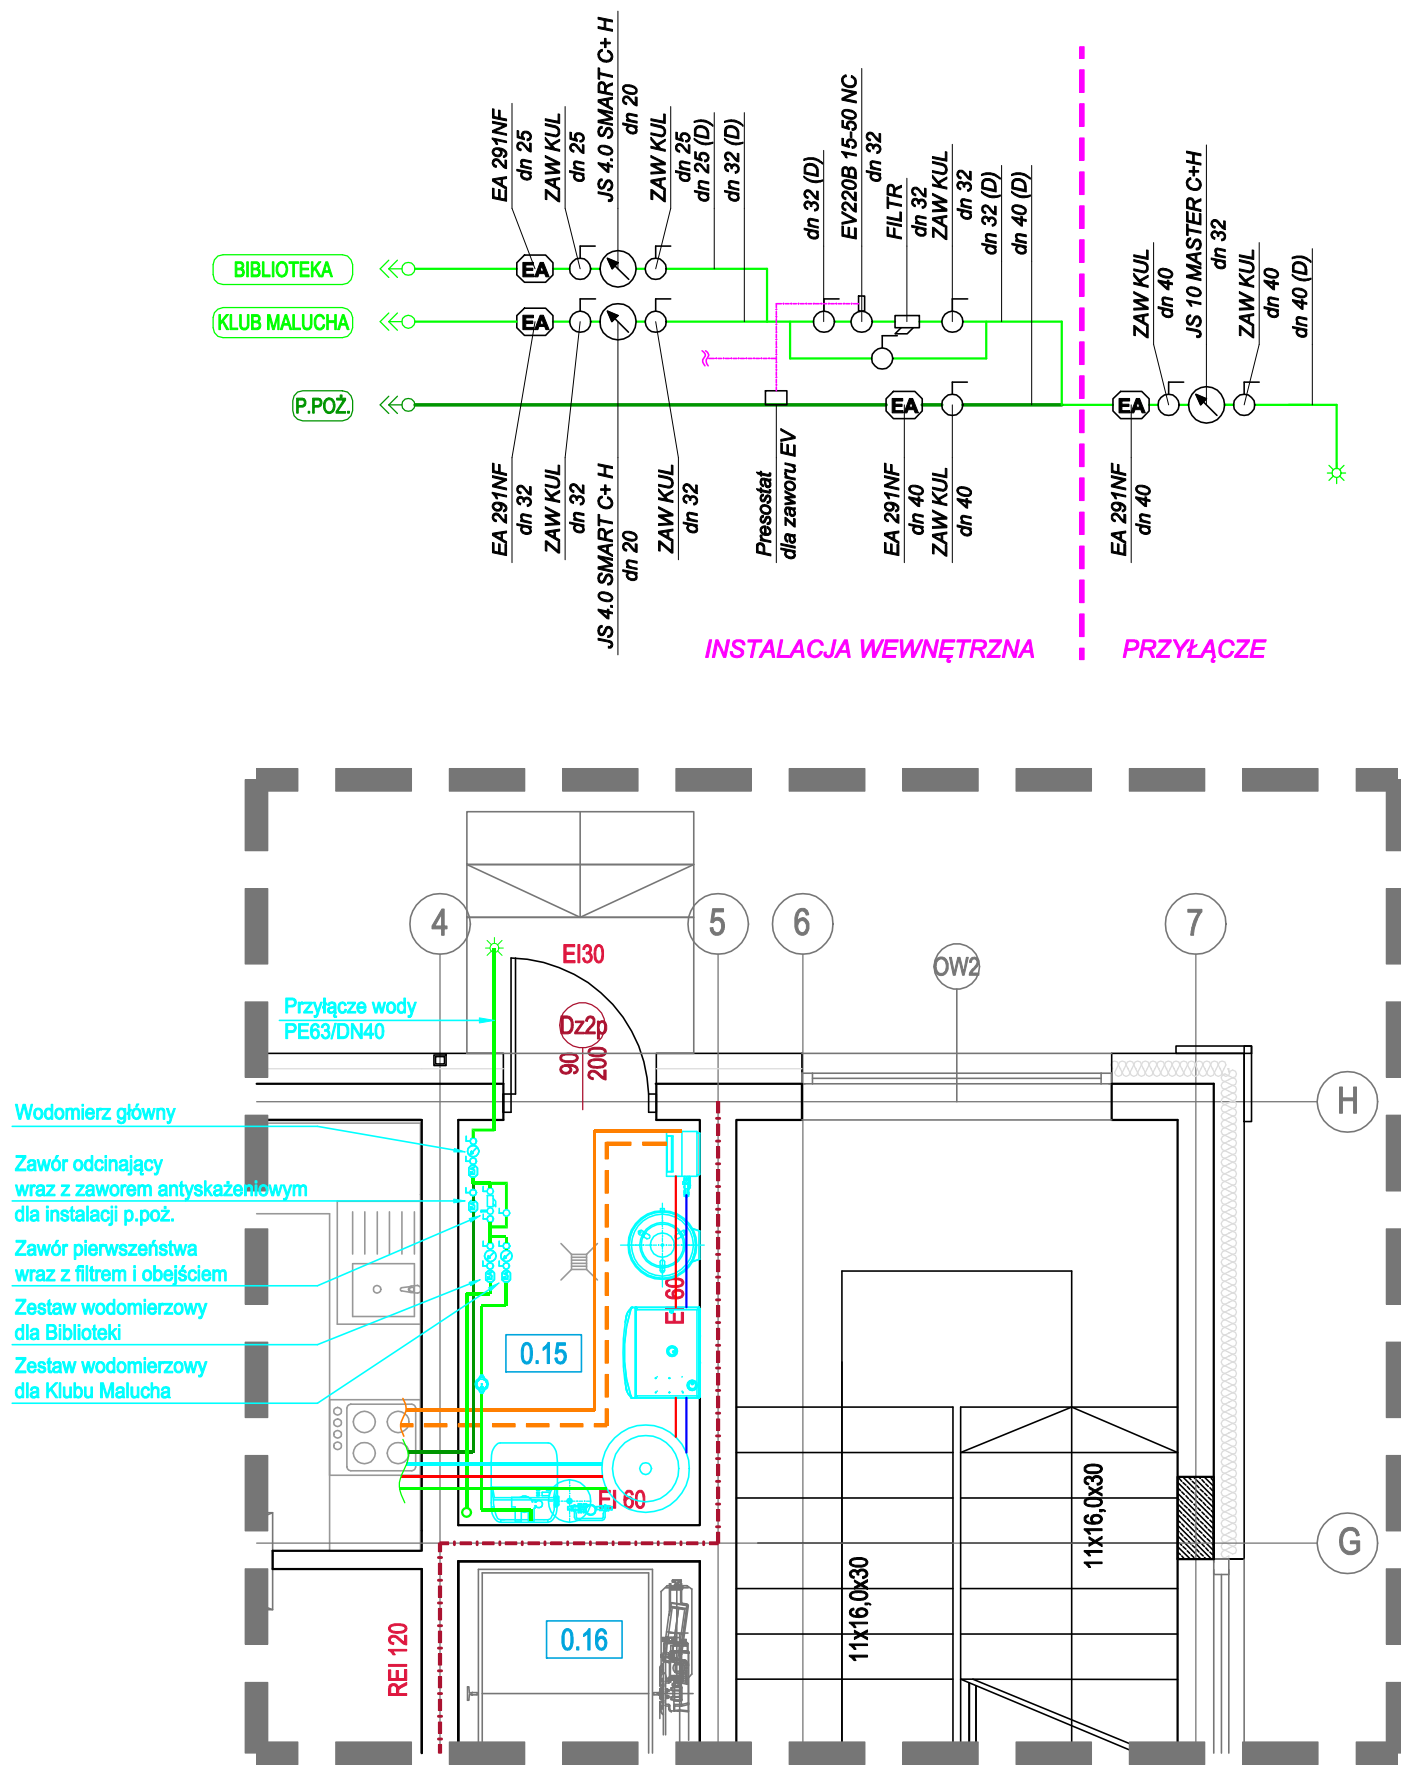 EA 291NF
dn 25
ZAW KUL
dn 25
JS 4.0 SMART C+ H
dn 20
ZAW KUL
dn 25
dn 25 (D)
dn 32 (D)
dn 32 (D)
EV220B 15-50 NC
dn 32
FILTR
dn 32
ZAW KUL
dn 32
dn 32 (D)
dn 40 (D)
ZAW KUL
dn 40
JS 10 MASTER C+H
dn 32
ZAW KUL
dn 40
dn 40 (D)
BIBLIOTEKA
EA
KLUB MALUCHA
EA
P.POŻ.
EA
EA
EA 291NF
dn 32
ZAW KUL
dn 32
JS 4.0 SMART C+ H
dn 20
ZAW KUL
dn 32
Presostat
dla zaworu EV
EA 291NF
dn 40
ZAW KUL
dn 40
EA 291NF
dn 40
INSTALACJA WEWNĘTRZNA
PRZYŁĄCZE
4
5
6
7
EI30
OW2
Przyłącze wody
PE63/DN40
Dz2p
90
200
H
Wodomierz główny
Zawór odcinający
wraz z zaworem antyskażeniowym
dla instalacji p.poż.
Zawór pierwszeństwa
wraz z filtrem i obejściem
Zestaw wodomierzowy
dla Biblioteki
Zestaw wodomierzowy
dla Klubu Malucha
EI 60
0.15
EI 60
11x16,0x30
11x16,0x30
G
REI 120
0.16